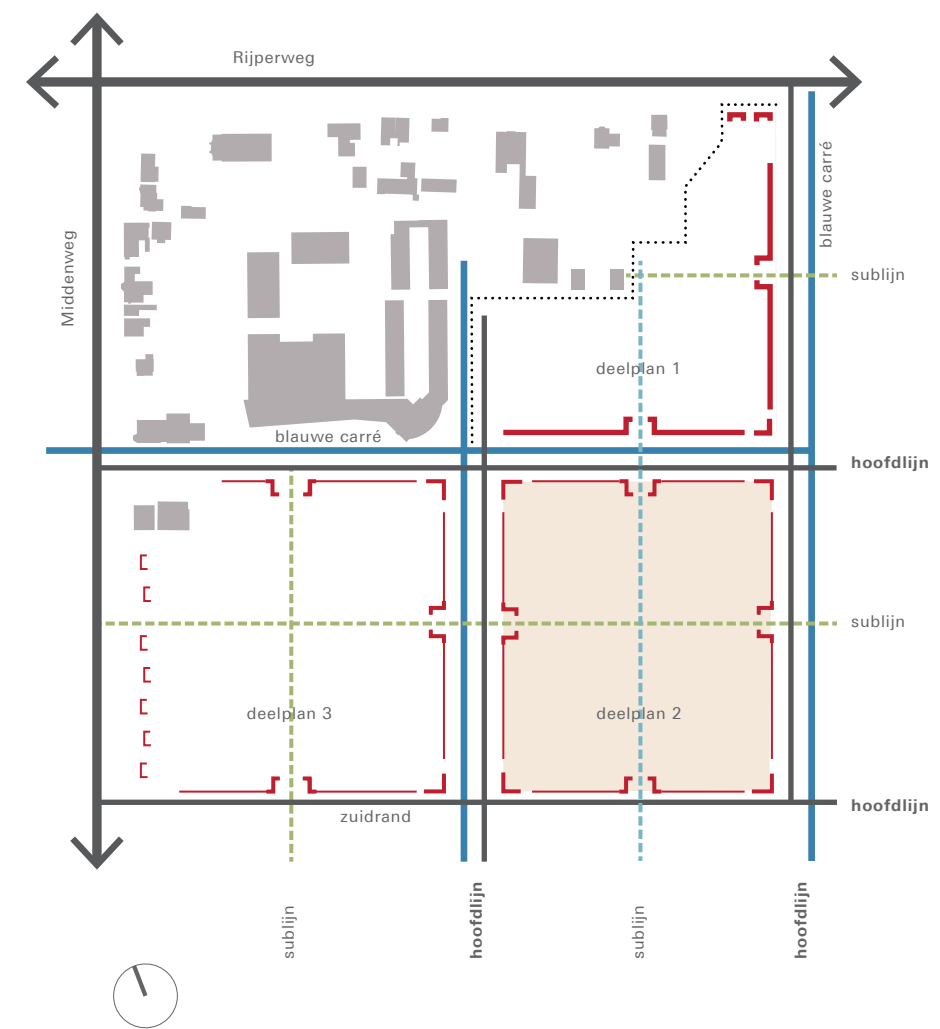 Rijperweg
Middenweg
blauwe carré
sublijn
deelplan 1
blauwe carré
hoofdlijn
sublijn
deelplan 3
deelplan 2
hoofdlijn
zuidrand
sublijn
hoofdlijn
sublijn
hoofdlijn